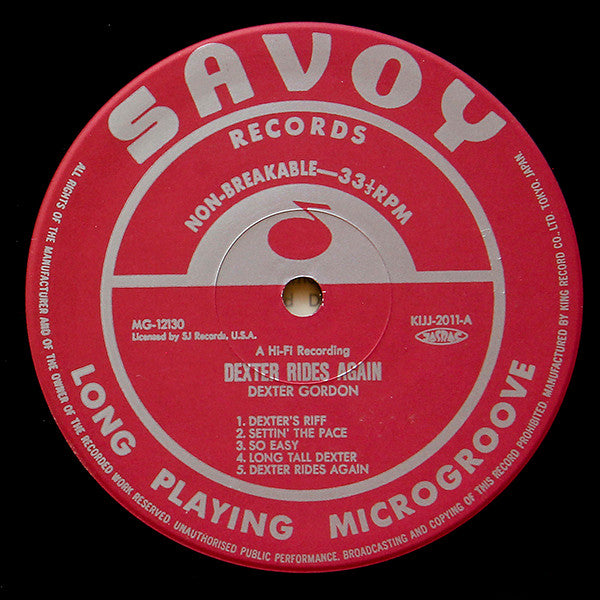 SAVOY
RECORDS
NON-BREAKABLE—33⅓RPM
MG-12130
Licensed by SJ Records, U.S.A.
KIJJ-2011-A
JASRAC
A Hi-Fi Recording
DEXTER RIDES AGAIN
DEXTER GORDON
1. DEXTER'S RIFF
2. SETTIN' THE PACE
3. SO EASY
4. LONG TALL DEXTER
5. DEXTER RIDES AGAIN
LONG PLAYING MICROGROOVE
ALL RIGHTS OF THE MANUFACTURER AND OF THE OWNER OF THE RECORDED WORK RESERVED. UNAUTHORISED PUBLIC PERFORMANCE. BROADCASTING AND COPYING OF THIS RECORD PROHIBITED. MANUFACTURED BY KING RECORD CO. LTD. TOKYO. JAPAN.